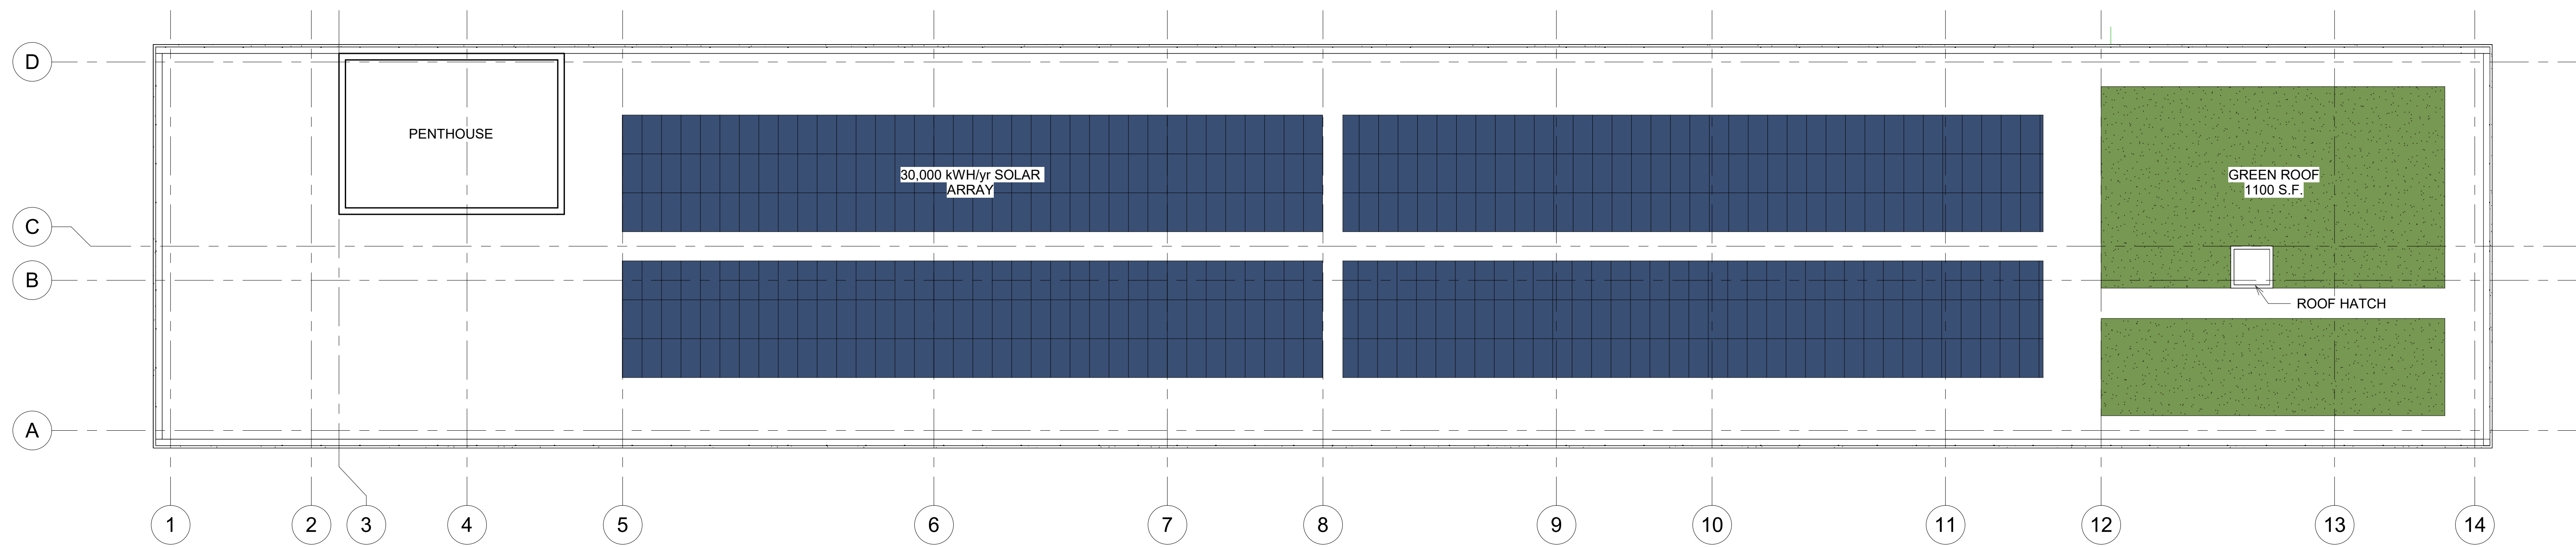 D
PENTHOUSE
30,000 kWH/yr SOLAR
ARRAY
GREEN ROOF
1100 S.F.
C
B
ROOF HATCH
A
1
2
3
4
5
6
7
8
9
10
11
12
13
14